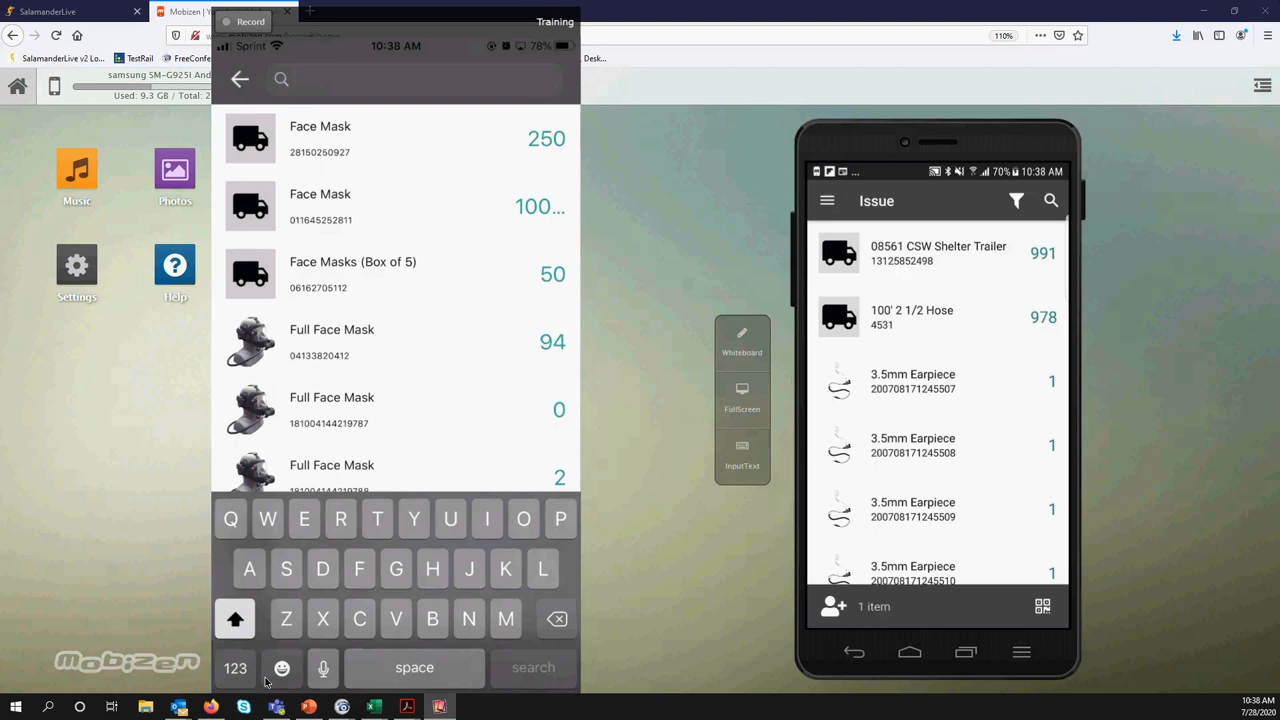 SalamanderLive
Mobizen | Yo
110%
SalamanderLive v2 Lo...
TestRail
FreeConfe
Desk...
samsung SM-G925I And
Used: 9.3 GB / Total: 2
Music
Photos
Settings
Help
mobizen
Record
Training
Sprint
10:38 AM
78%
Face Mask
28150250927
250
Face Mask
011645252811
100...
Face Masks (Box of 5)
06162705112
50
Full Face Mask
04133820412
94
Full Face Mask
181004144219787
0
Full Face Mask
181004144219788
2
Q W E R T Y U I O P
A S D F G H J K L
Z X C V B N M
123
space
search
Whiteboard
FullScreen
InputText
...
70% 10:38 AM
Issue
08561 CSW Shelter Trailer
13125852498
991
100' 2 1/2 Hose
4531
978
3.5mm Earpiece
200708171245507
1
3.5mm Earpiece
200708171245508
1
3.5mm Earpiece
200708171245509
1
3.5mm Earpiece
200708171245510
1
1 item
10:38 AM
7/28/2020